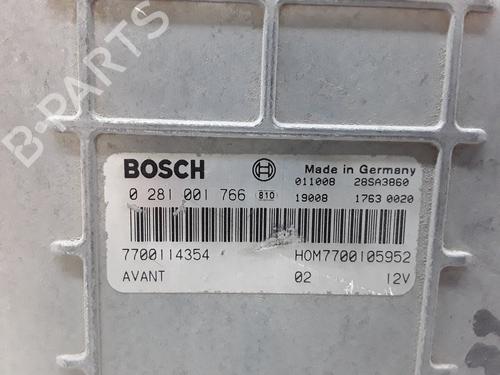 B-PARTS
BOSCH Made in Germany
011008 28SA3860
0 281 001 766 810 19008 1763 0020
7700114354 HOM7700105952
AVANT 02 12V